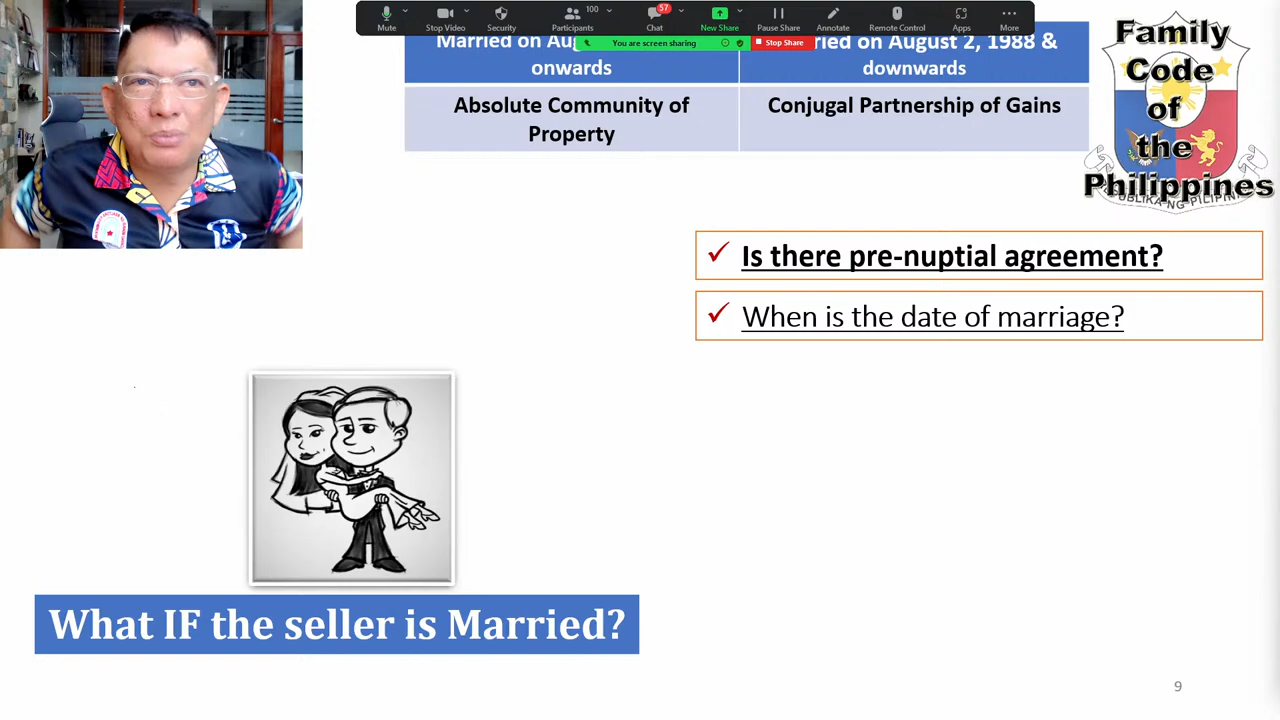 Mute
Stop Video
Security
Participants
100
Chat
57
New Share
Pause Share
Annotate
Remote Control
Apps
More
You are screen sharing
Stop Share
Married on
onwards
on August 2, 1988 &
downwards
Absolute Community of
Property
Conjugal Partnership of Gains
Family
Code
of
the
Philippines
✓ Is there pre-nuptial agreement?
✓ When is the date of marriage?
What IF the seller is Married?
9